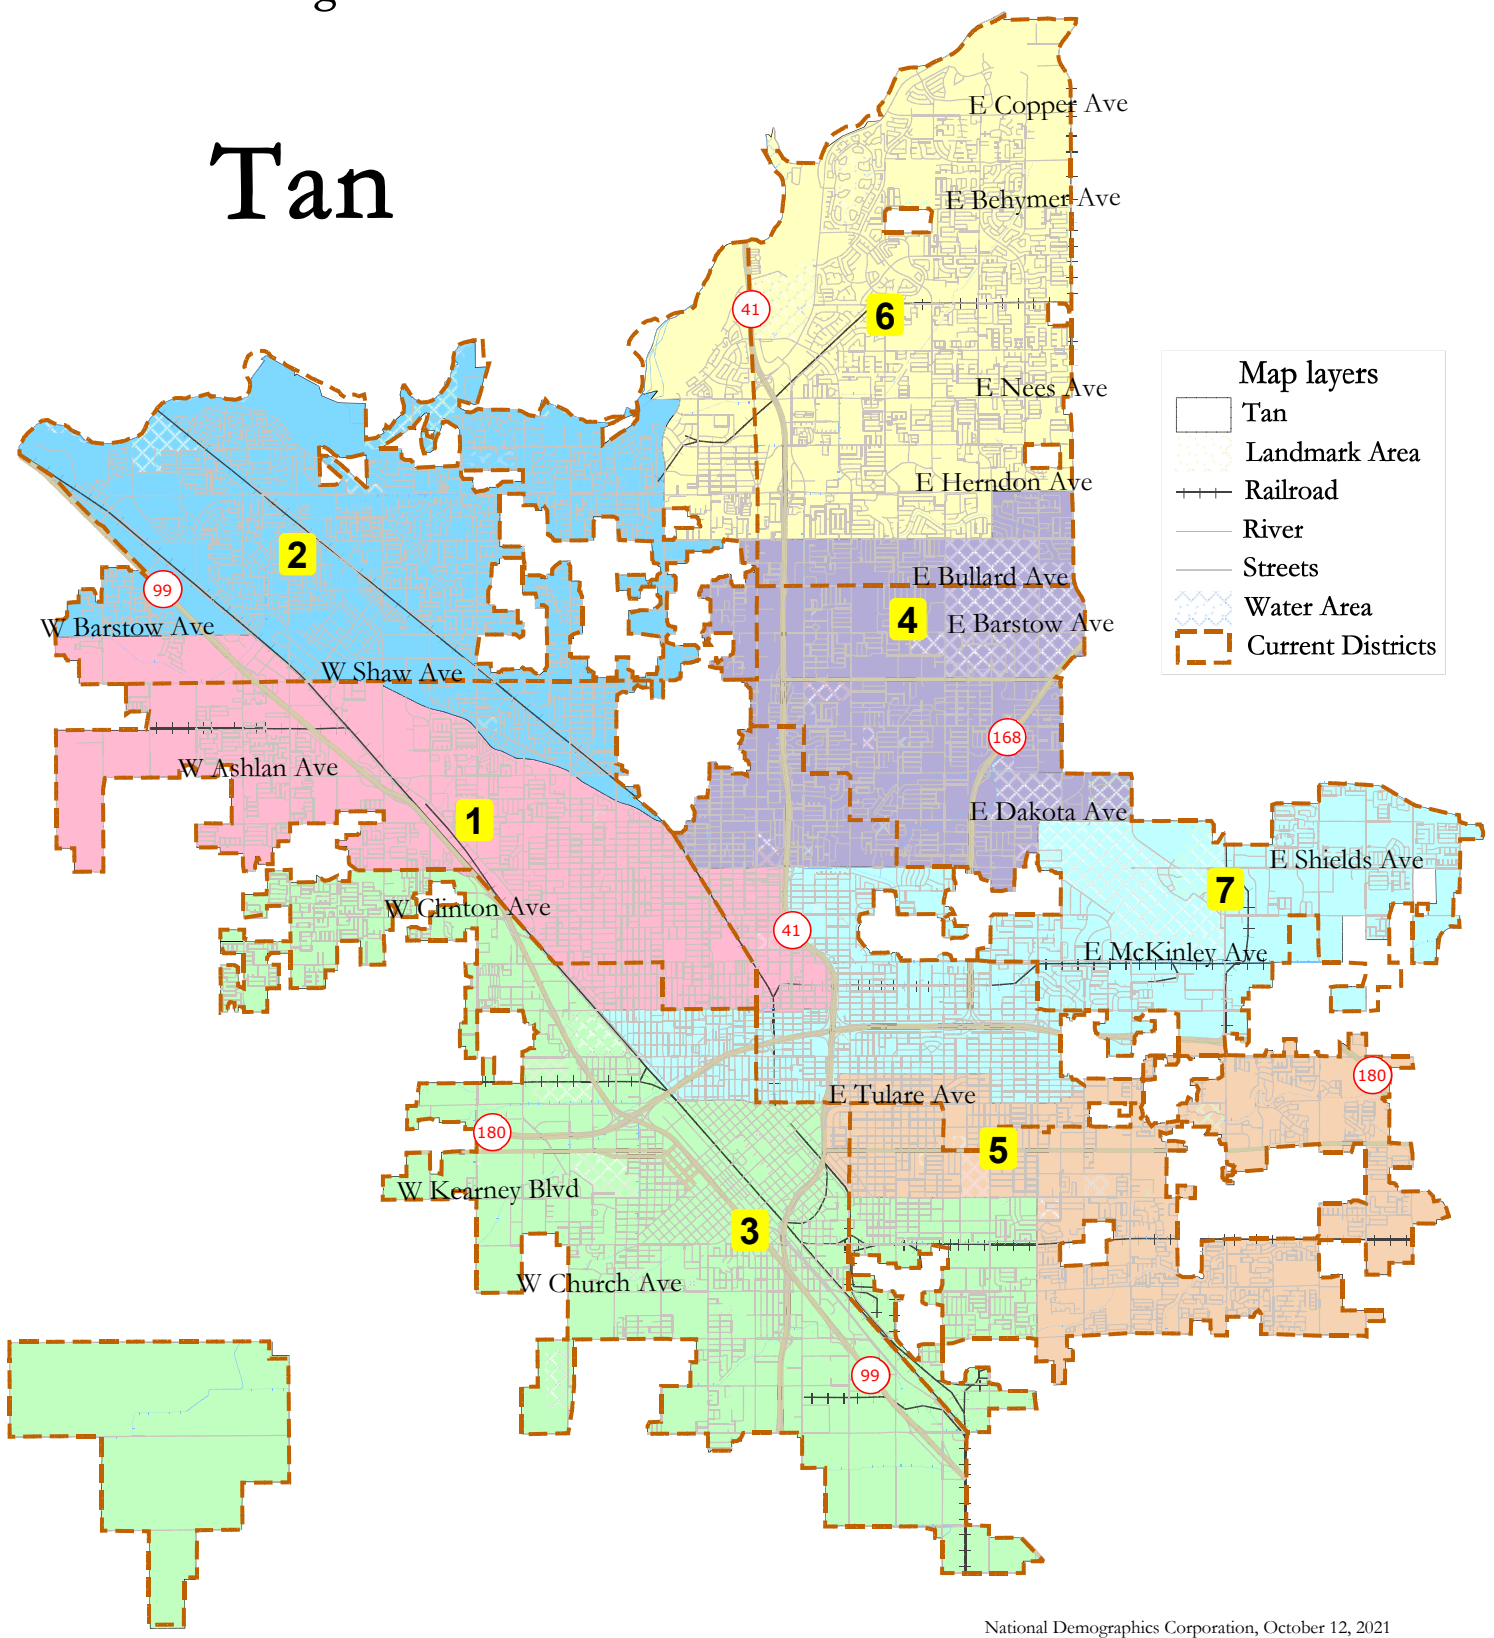 E Copper Ave
Tan
E Behymer Ave
41
6
E Nees Ave
Map layers
Tan
Landmark Area
Railroad
River
Streets
Water Area
Current Districts
E Herndon Ave
2
99
E Bullard Ave
4
E Barstow Ave
W Barstow Ave
W Shaw Ave
168
W Ashlan Ave
1
E Dakota Ave
E Shields Ave
7
W Clinton Ave
41
E McKinley Ave
180
E Tulare Ave
180
5
W Kearney Blvd
3
W Church Ave
99
National Demographics Corporation, October 12, 2021